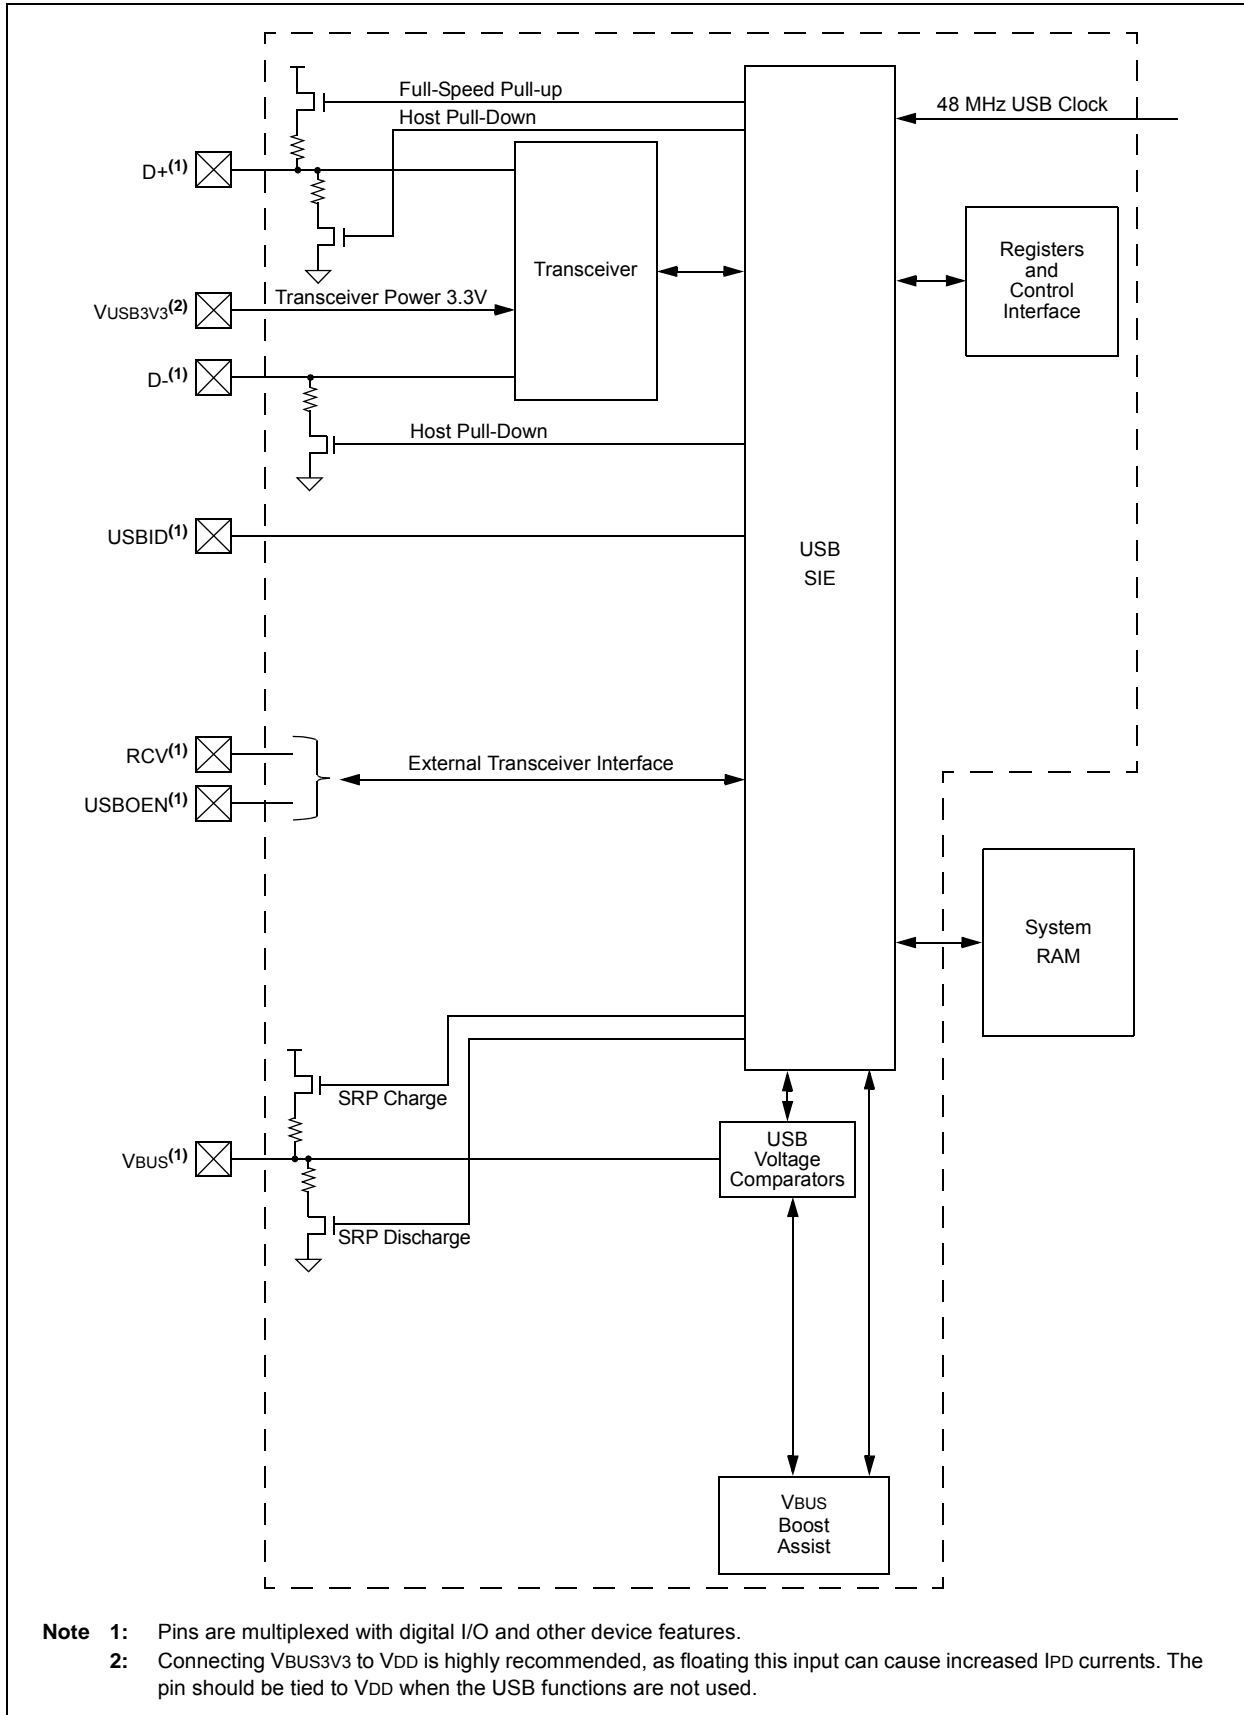 Full-Speed Pull-up
48 MHz USB Clock
Host Pull-Down
D+(1)
Transceiver
Registers
and
Control
Interface
Transceiver Power 3.3V
VUSB3V3(2)
D-(1)
Host Pull-Down
USBID(1)
USB
SIE
RCV(1)
External Transceiver Interface
USBOEN(1)
System
RAM
SRP Charge
VBUS(1)
USB
Voltage
Comparators
SRP Discharge
VBUS
Boost
Assist
Note 1: Pins are multiplexed with digital I/O and other device features.
2: Connecting VBUS3V3 to VDD is highly recommended, as floating this input can cause increased IPD currents. The
pin should be tied to VDD when the USB functions are not used.